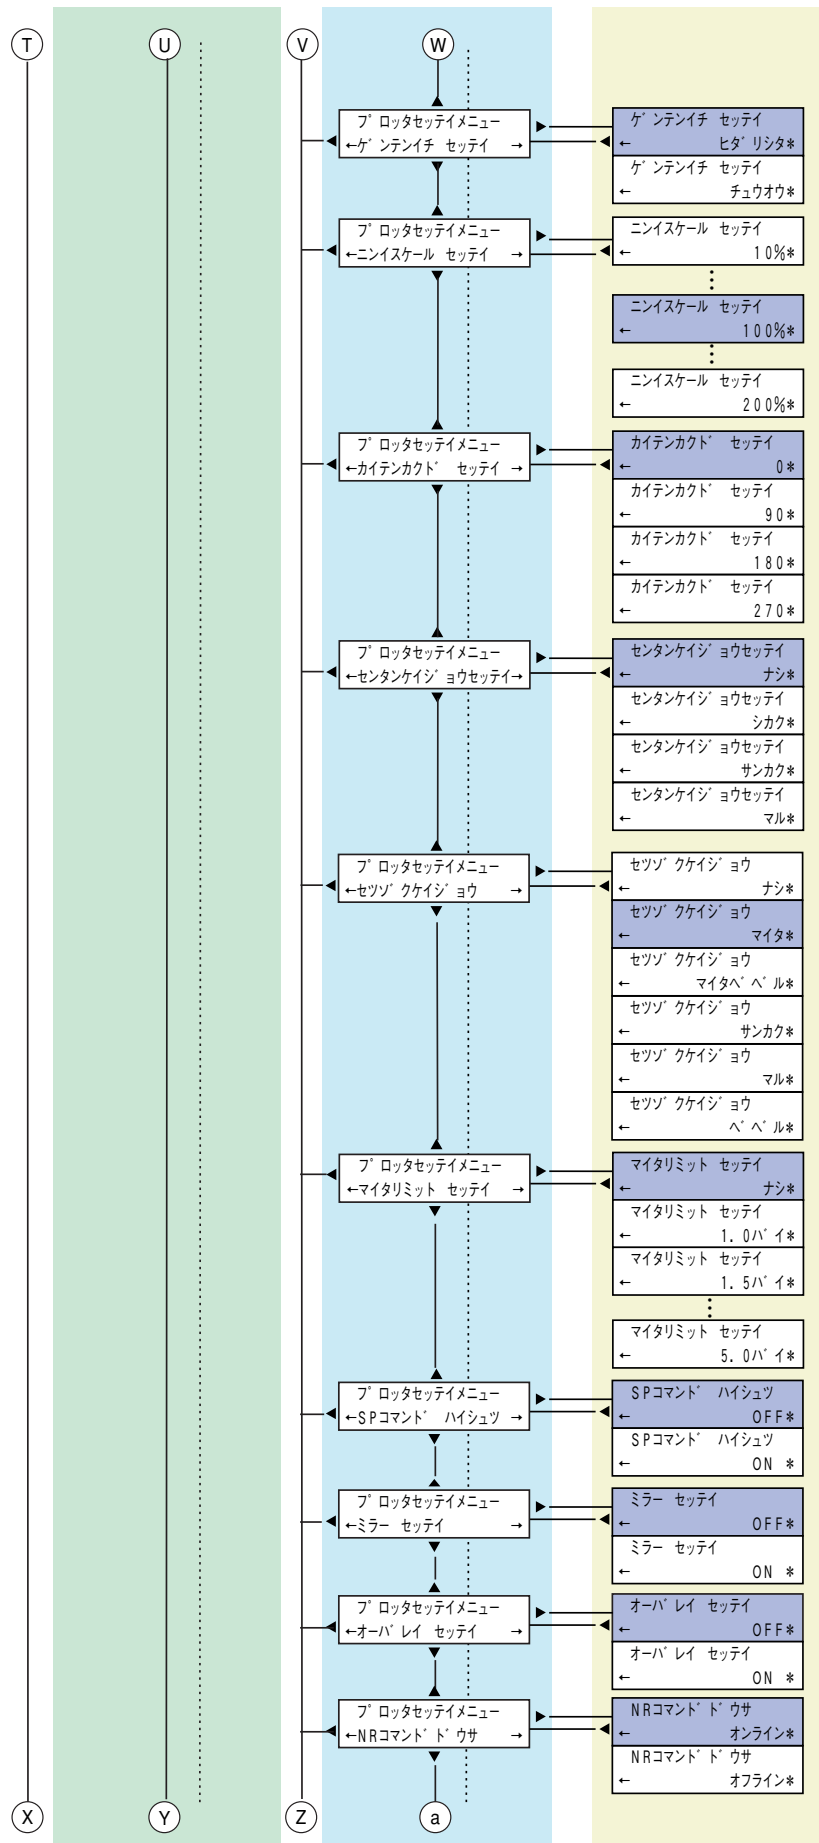 T U V W
プロッタセッテイメニュー
←ゲンテンイチ セッテイ →
ゲンテンイチ セッテイ
← ヒダリシタ*
ゲンテンイチ セッテイ
← チュウオウ*
プロッタセッテイメニュー
←ニンイスケール セッテイ →
ニンイスケール セッテイ
← 10%*
ニンイスケール セッテイ
← 100%*
ニンイスケール セッテイ
← 200%*
プロッタセッテイメニュー
←カイテンカクド セッテイ →
カイテンカクド セッテイ
← 0*
カイテンカクド セッテイ
← 90*
カイテンカクド セッテイ
← 180*
カイテンカクド セッテイ
← 270*
プロッタセッテイメニュー
←センタンケイジョウセッテイ→
センタンケイジョウセッテイ
← ナシ*
センタンケイジョウセッテイ
← シカク*
センタンケイジョウセッテイ
← サンカク*
センタンケイジョウセッテイ
← マル*
プロッタセッテイメニュー
←セツゾクケイジョウ →
セツゾクケイジョウ
← ナシ*
セツゾクケイジョウ
← マイタ*
セツゾクケイジョウ
← マイタベベル*
セツゾクケイジョウ
← サンカク*
セツゾクケイジョウ
← マル*
セツゾクケイジョウ
← ベベル*
プロッタセッテイメニュー
←マイタリミット セッテイ →
マイタリミット セッテイ
← ナシ*
マイタリミット セッテイ
← 1.0バイ*
マイタリミット セッテイ
← 1.5バイ*
マイタリミット セッテイ
← 5.0バイ*
プロッタセッテイメニュー
←SPコマンド ハイシュツ →
SPコマンド ハイシュツ
← OFF*
SPコマンド ハイシュツ
← ON *
プロッタセッテイメニュー
←ミラー セッテイ →
ミラー セッテイ
← OFF*
ミラー セッテイ
← ON *
プロッタセッテイメニュー
←オーバレイ セッテイ →
オーバレイ セッテイ
← OFF*
オーバレイ セッテイ
← ON *
プロッタセッテイメニュー
←NRコマンドドウサ →
NRコマンドドウサ
← オンライン*
NRコマンドドウサ
← オフライン*
X Y Z a